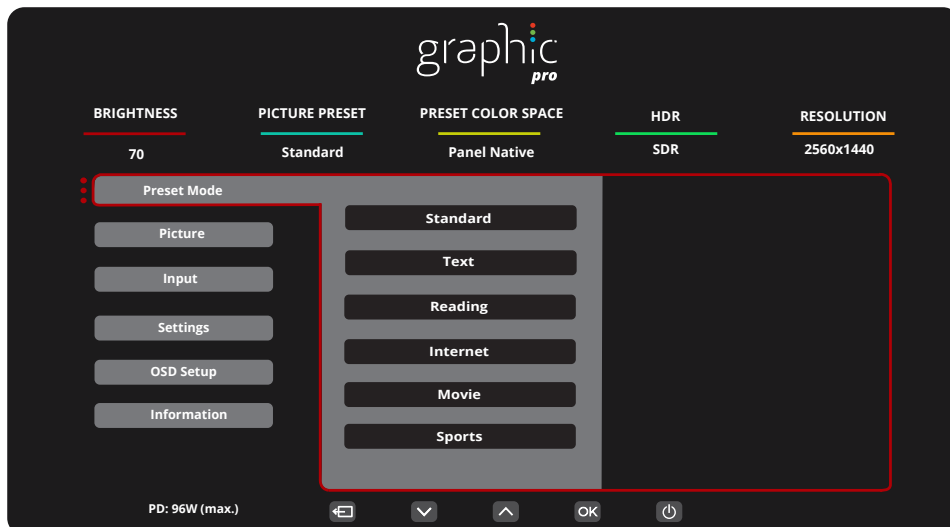 graphic
pro
BRIGHTNESS PICTURE PRESET PRESET COLOR SPACE HDR RESOLUTION
70 Standard Panel Native SDR 2560x1440
Preset Mode
Picture
Input
Settings
OSD Setup
Information
Standard
Text
Reading
Internet
Movie
Sports
PD: 96W (max.) OK